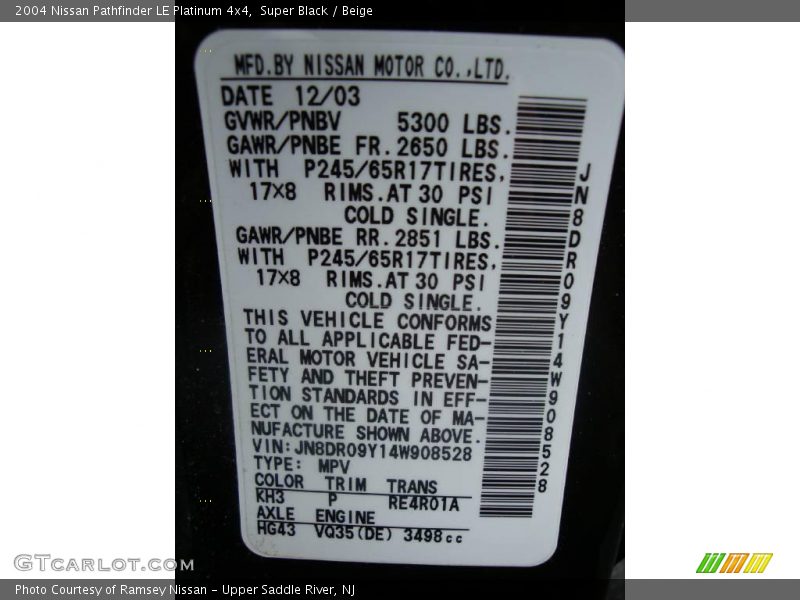 2004 Nissan Pathfinder LE Platinum 4x4,  Super Black / Beige
MFD.BY NISSAN MOTOR CO.,LTD.
DATE 12/03
GVWR/PNBV 5300 LBS.
GAWR/PNBE FR. 2650 LBS.
WITH P245/65R17TIRES,
17×8 RIMS.AT 30 PSI
COLD SINGLE.
GAWR/PNBE RR. 2851 LBS.
WITH P245/65R17TIRES,
17×8 RIMS.AT 30 PSI
COLD SINGLE.
THIS VEHICLE CONFORMS
TO ALL APPLICABLE FED-
ERAL MOTOR VEHICLE SA-
FETY AND THEFT PREVEN-
TION STANDARDS IN EFF-
ECT ON THE DATE OF MA-
NUFACTURE SHOWN ABOVE.
VIN:JN8DR09Y14W908528
TYPE: MPV
COLOR TRIM TRANS
KH3 P RE4R01A
AXLE ENGINE
HG43 VQ35(DE) 3498cc
JN8DR09Y14W908528
GTCarLot.com
Photo Courtesy of Ramsey Nissan - Upper Saddle River, NJ